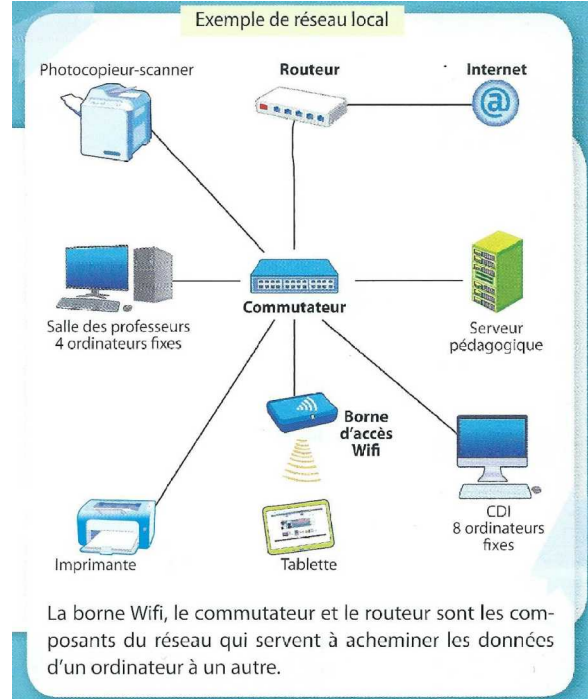 Exemple de réseau local
Photocopieur-scanner
Routeur
Internet
@
Commutateur
Salle des professeurs
4 ordinateurs fixes
Serveur
pédagogique
Borne
d'accès
Wifi
CDI
8 ordinateurs
fixes
Imprimante
Tablette
La borne Wifi, le commutateur et le routeur sont les com-
posants du réseau qui servent à acheminer les données
d'un ordinateur à un autre.